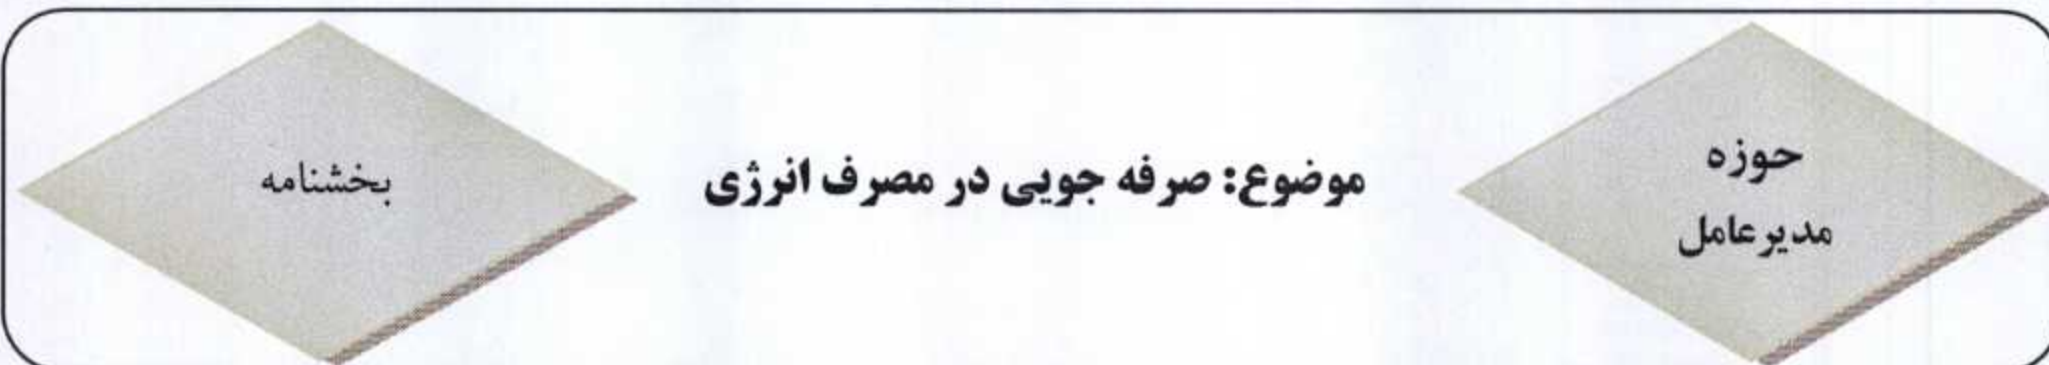 حوزه
مدیرعامل
موضوع: صرفه جویی در مصرف انرژی
بخشنامه